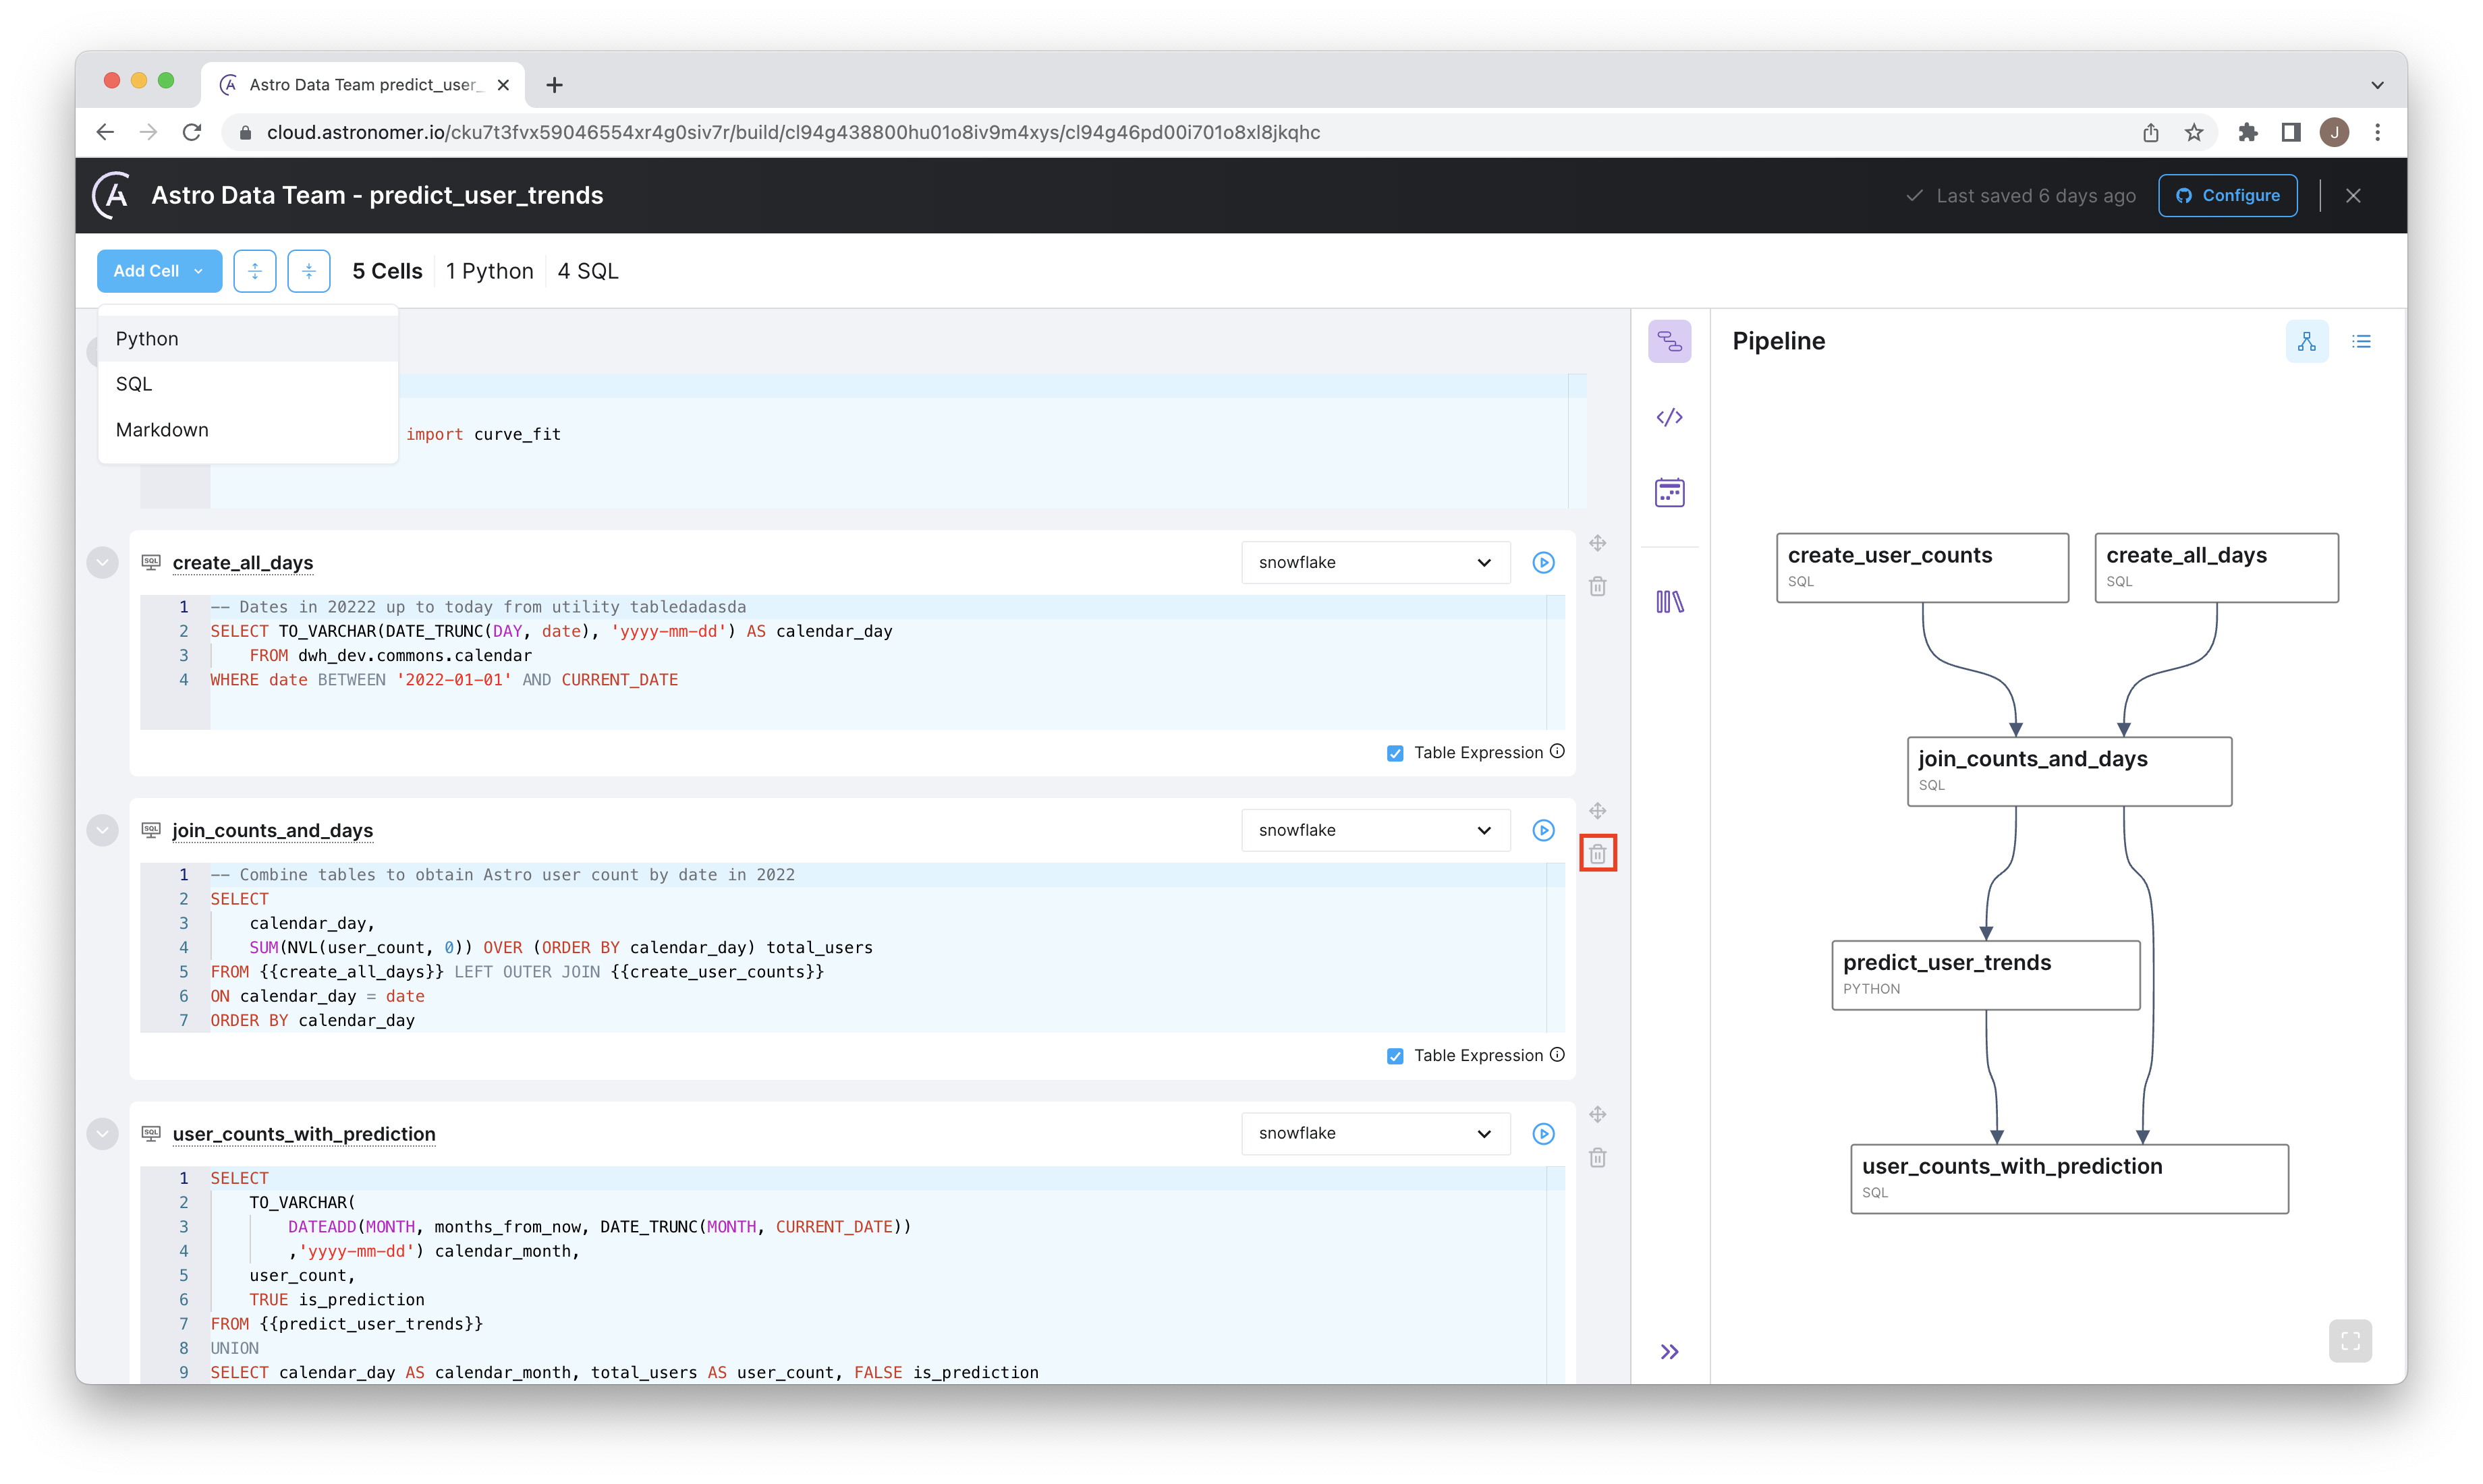 Astro Data Team predict_user_
cloud.astronomer.io/cku7t3fvx59046554xr4g0siv7r/build/cl94g438800hu01o8iv9m4xys/cl94g46pd00i701o8xl8jkqhc
J
Astro Data Team - predict_user_trends
Last saved 6 days ago
Configure
Add Cell
5 Cells
1 Python
4 SQL
Python
SQL
Markdown
import curve_fit
SQL
create_all_days
snowflake
1 -- Dates in 20222 up to today from utility tabledadasda
2 SELECT TO_VARCHAR(DATE_TRUNC(DAY, date), 'yyyy-mm-dd') AS calendar_day
3 FROM dwh_dev.commons.calendar
4 WHERE date BETWEEN '2022-01-01' AND CURRENT_DATE
Table Expression
SQL
join_counts_and_days
snowflake
1 -- Combine tables to obtain Astro user count by date in 2022
2 SELECT
3 calendar_day,
4 SUM(NVL(user_count, 0)) OVER (ORDER BY calendar_day) total_users
5 FROM {{create_all_days}} LEFT OUTER JOIN {{create_user_counts}}
6 ON calendar_day = date
7 ORDER BY calendar_day
Table Expression
SQL
user_counts_with_prediction
snowflake
1 SELECT
2 TO_VARCHAR(
3 DATEADD(MONTH, months_from_now, DATE_TRUNC(MONTH, CURRENT_DATE))
4 ,'yyyy-mm-dd') calendar_month,
5 user_count,
6 TRUE is_prediction
7 FROM {{predict_user_trends}}
8 UNION
9 SELECT calendar_day AS calendar_month, total_users AS user_count, FALSE is_prediction
Pipeline
create_user_counts
SQL
create_all_days
SQL
join_counts_and_days
SQL
predict_user_trends
PYTHON
user_counts_with_prediction
SQL